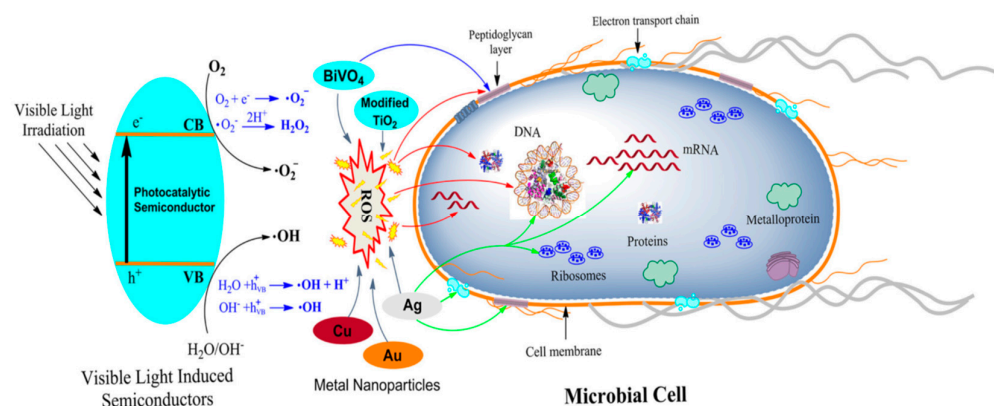 Electron transport chain
Peptidoglycan
layer
O₂
BiVO₄
Visible Light
Irradiation
e⁻
CB
O₂ + e⁻ → •O₂⁻
•O₂⁻ 2H⁺→ H₂O₂
Modified
TiO₂
DNA
mRNA
•O₂⁻
Photocatalytic
Semiconductor
ROS
Metalloprotein
•OH
Proteins
h⁺
VB
H₂O + h⁺VB → •OH + H⁺
OH⁻ + h⁺VB → •OH
Ribosomes
Ag
Cu
Au
H₂O/OH⁻
Cell membrane
Visible Light Induced
Semiconductors
Metal Nanoparticles
Microbial Cell